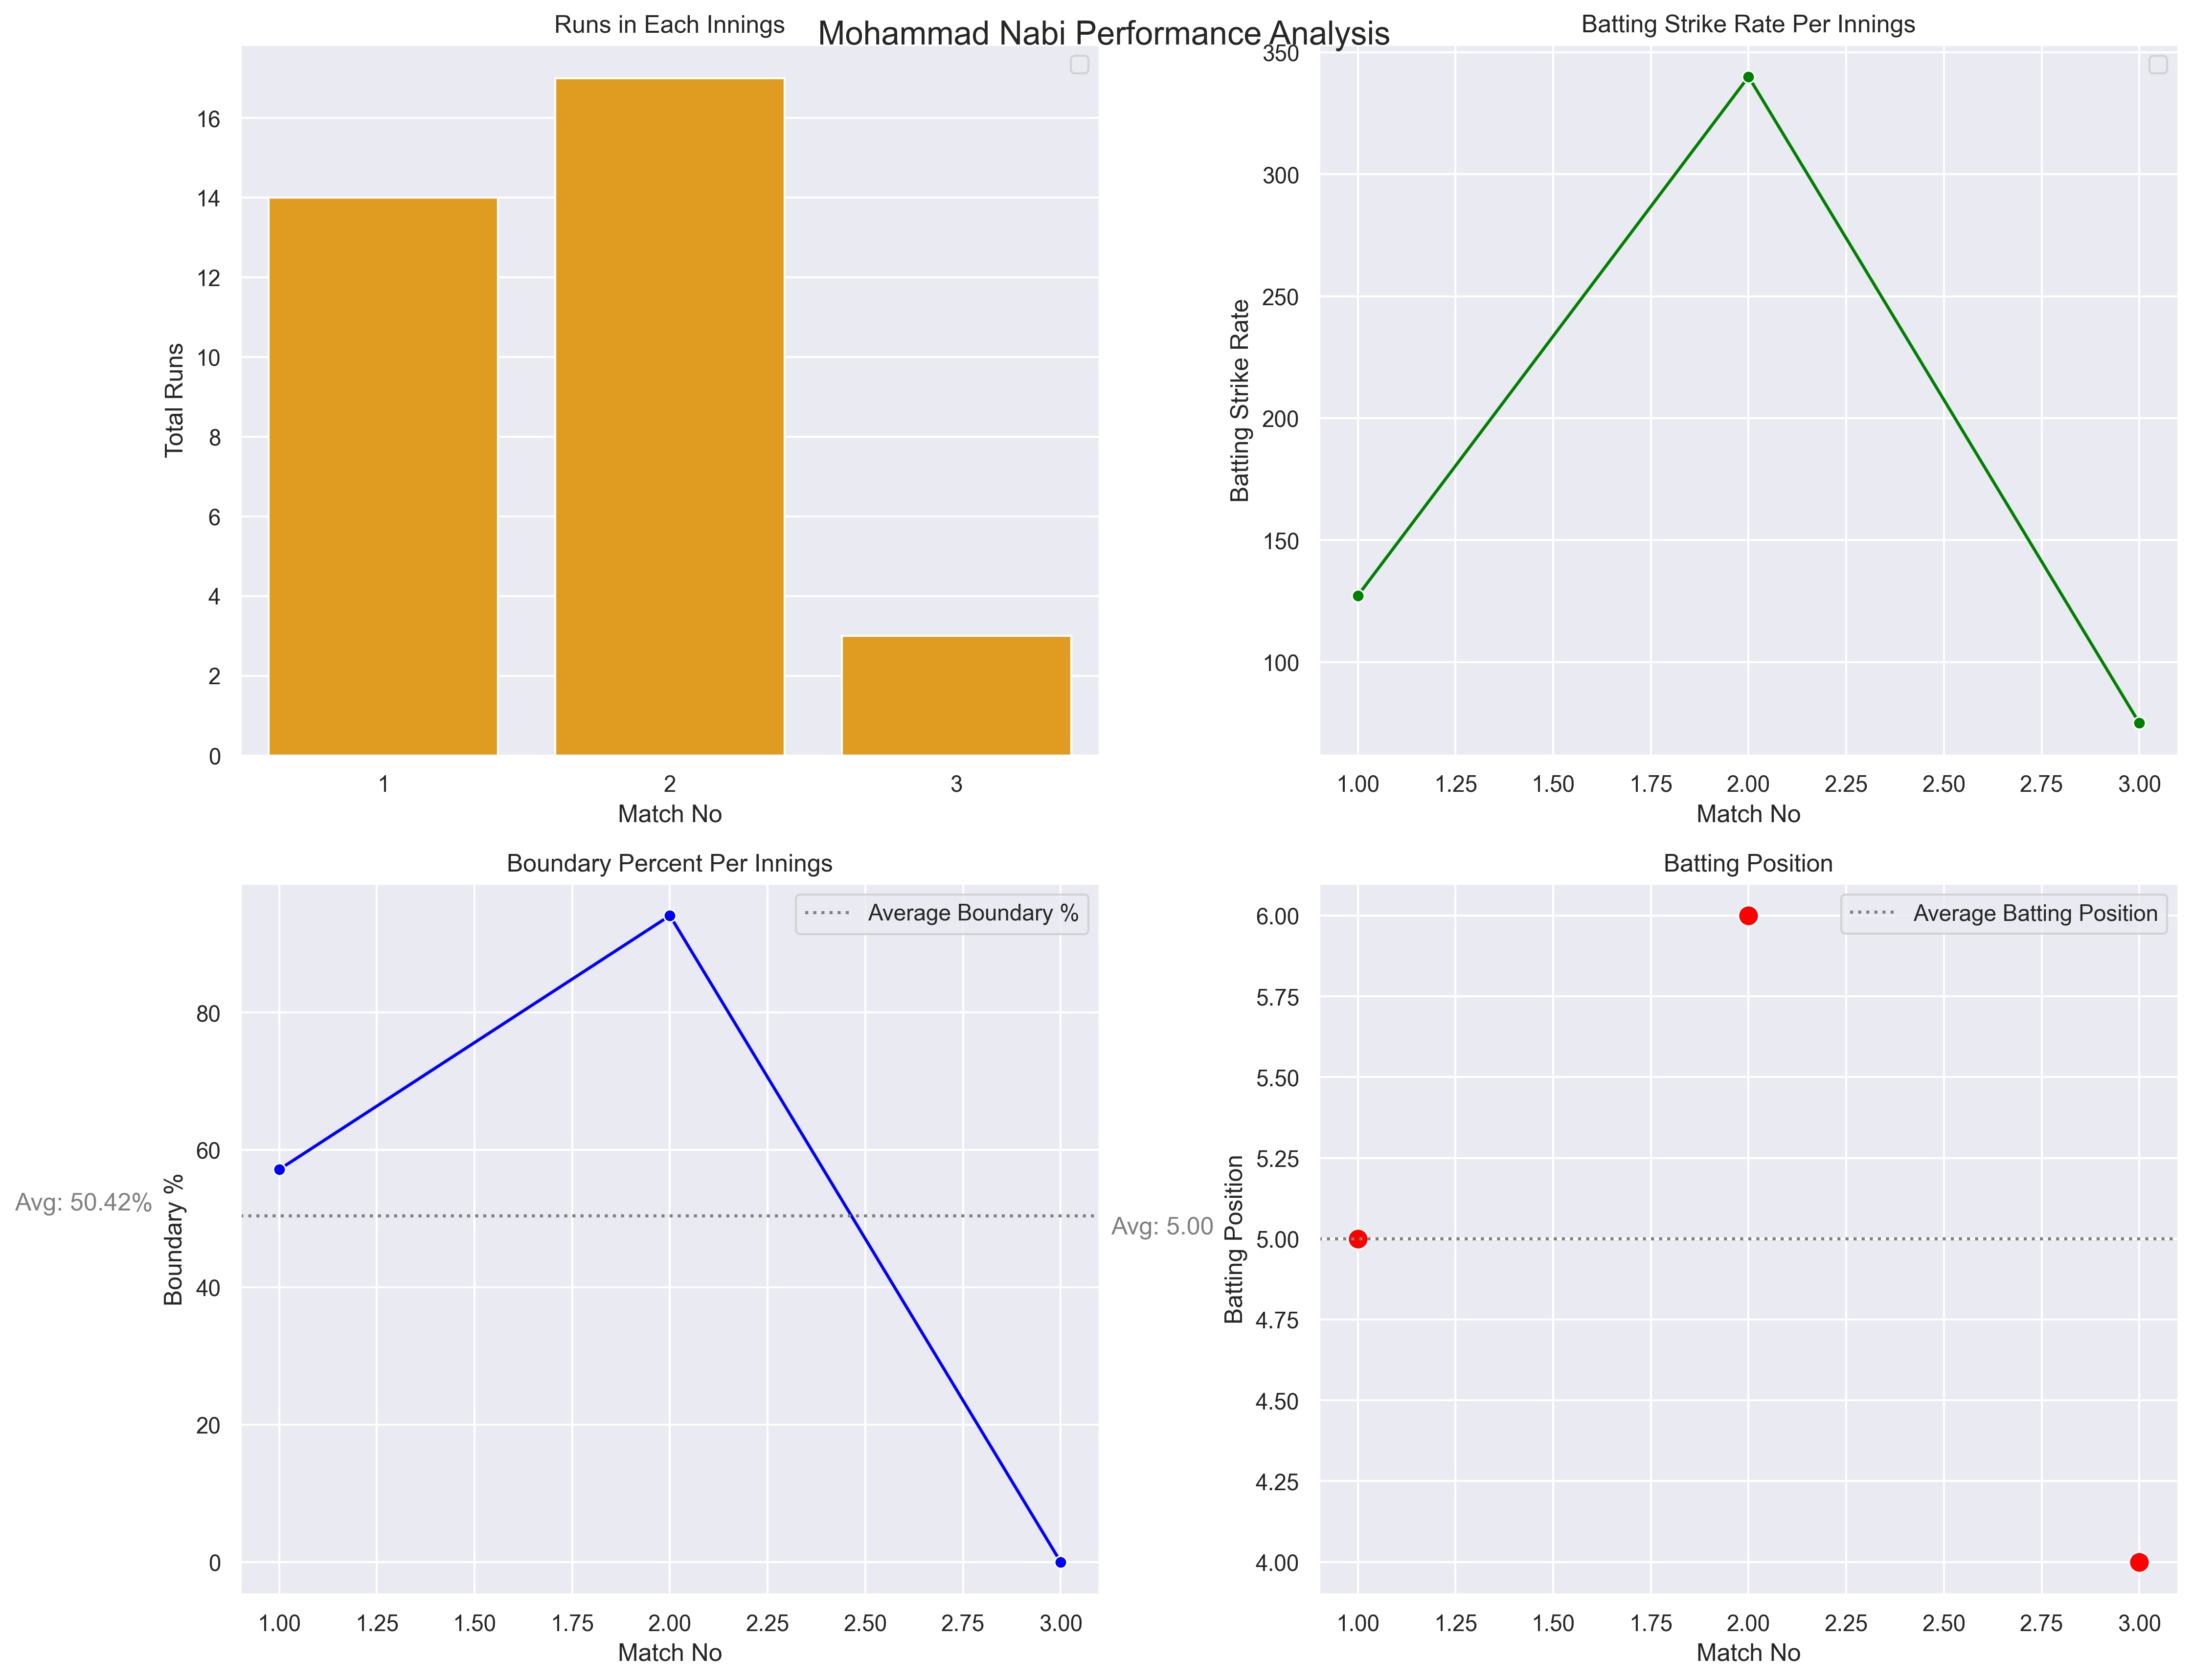 Mohammad Nabi Performance Analysis
Runs in Each Innings
Total Runs
16
14
12
10
8
6
4
2
0
1 2 3
Match No
Batting Strike Rate Per Innings
Batting Strike Rate
350
300
250
200
150
100
1.00 1.25 1.50 1.75 2.00 2.25 2.50 2.75 3.00
Match No
Boundary Percent Per Innings
Average Boundary %
Boundary %
80
60
40
20
0
Avg: 50.42%
1.00 1.25 1.50 1.75 2.00 2.25 2.50 2.75 3.00
Match No
Batting Position
Average Batting Position
Batting Position
6.00
5.75
5.50
5.25
5.00
4.75
4.50
4.25
4.00
Avg: 5.00
1.00 1.25 1.50 1.75 2.00 2.25 2.50 2.75 3.00
Match No